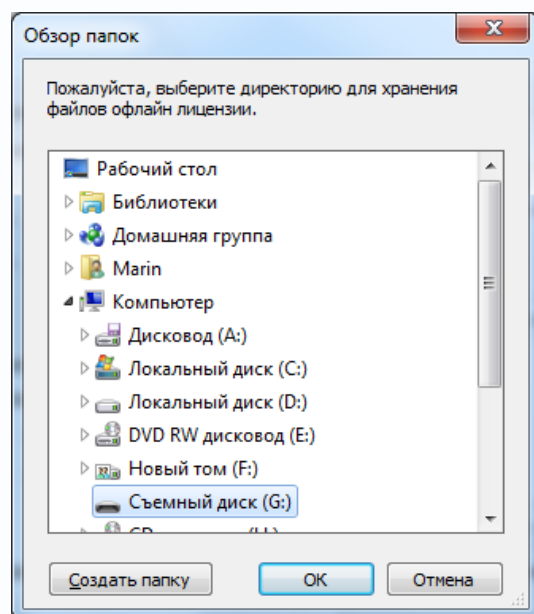 Обзор папок
Пожалуйста, выберите директорию для хранения
файлов офлайн лицензии.
Рабочий стол
Библиотеки
Домашняя группа
Marin
Компьютер
Дисковод (A:)
Локальный диск (C:)
Локальный диск (D:)
DVD RW дисковод (E:)
Новый том (F:)
Съемный диск (G:)
Создать папку
ОК
Отмена